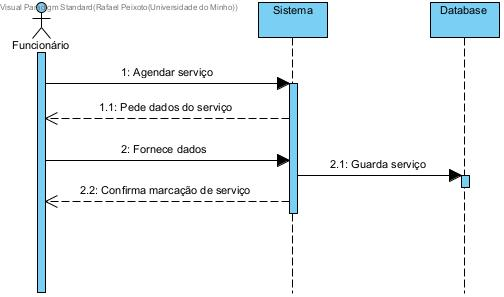 Visual Paradigm Standard(Rafael Peixoto(Universidade do Minho))
Funcionário
Sistema
Database
1: Agendar serviço
1.1: Pede dados do serviço
2: Fornece dados
2.1: Guarda serviço
2.2: Confirma marcação de serviço